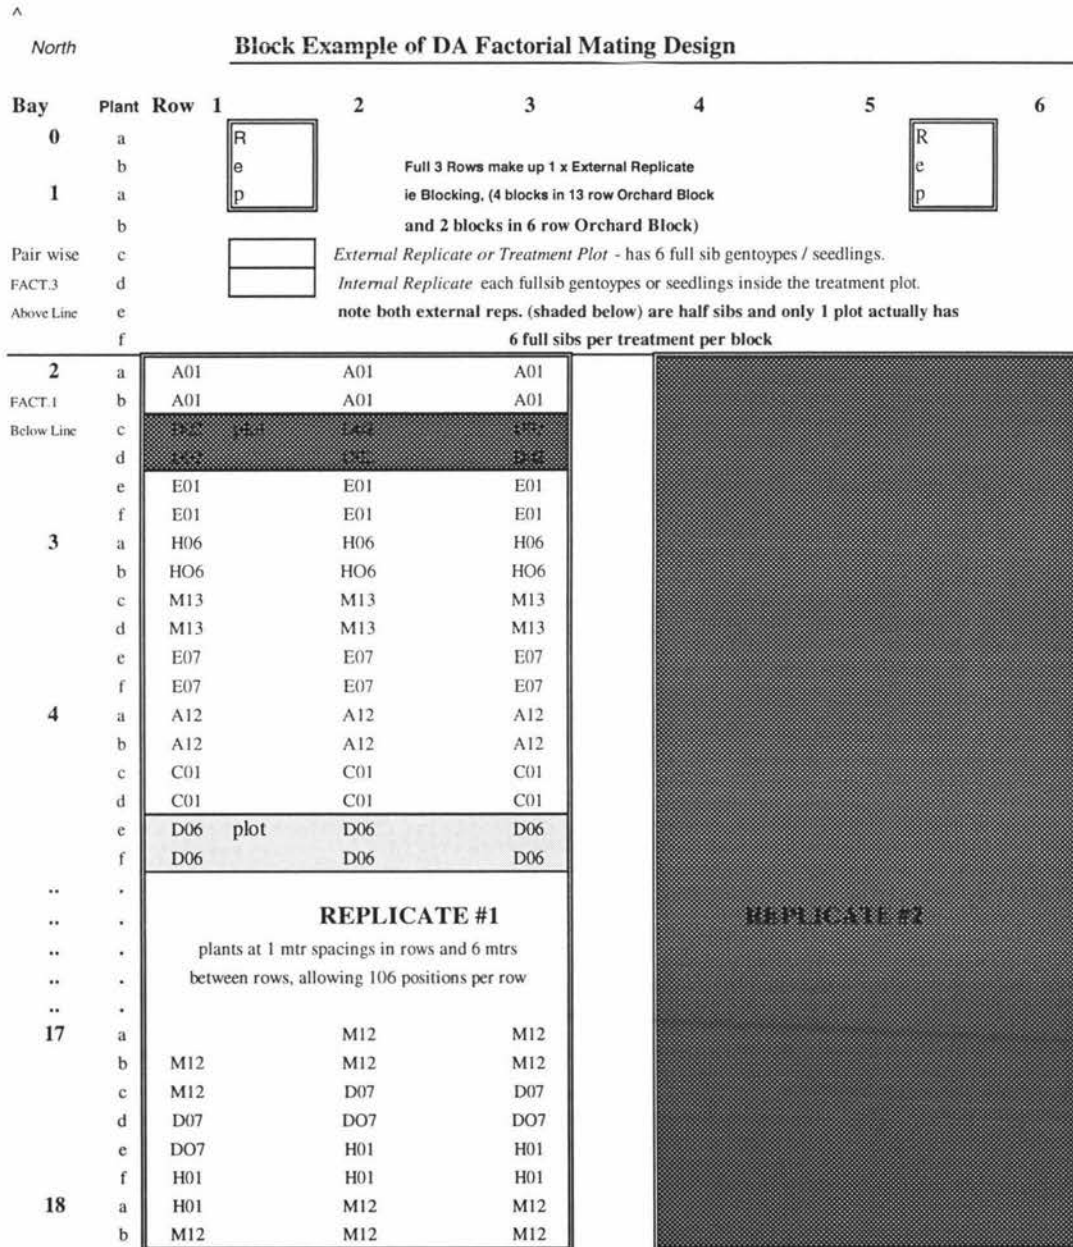 ^
North Block Example of DA Factorial Mating Design
Bay Plant Row 1 2 3 4 5 6
0 a R R
b e Full 3 Rows make up 1 x External Replicate e
1 a p ie Blocking, (4 blocks in 13 row Orchard Block p
b and 2 blocks in 6 row Orchard Block)
Pair wise c External Replicate or Treatment Plot - has 6 full sib gentoypes / seedlings.
FACT.3 d Internal Replicate each fullsib gentoypes or seedlings inside the treatment plot.
Above Line e note both external reps. (shaded below) are half sibs and only 1 plot actually has
f 6 full sibs per treatment per block
2 a A01 A01 A01
FACT.1 b A01 A01 A01
Below Line c plot
d
e E01 E01 E01
f E01 E01 E01
3 a H06 H06 H06
b HO6 HO6 HO6
c M13 M13 M13
d M13 M13 M13
e E07 E07 E07
f E07 E07 E07
4 a A12 A12 A12
b A12 A12 A12
c C01 C01 C01
d C01 C01 C01
e D06 plot D06 D06
f D06 D06 D06
.. .
.. . REPLICATE #1 REPLICATE #2
.. . plants at 1 mtr spacings in rows and 6 mtrs
.. . between rows, allowing 106 positions per row
.. .
17 a M12 M12
b M12 M12 M12
c M12 D07 D07
d D07 DO7 DO7
e DO7 H01 H01
f H01 H01 H01
18 a H01 M12 M12
b M12 M12 M12